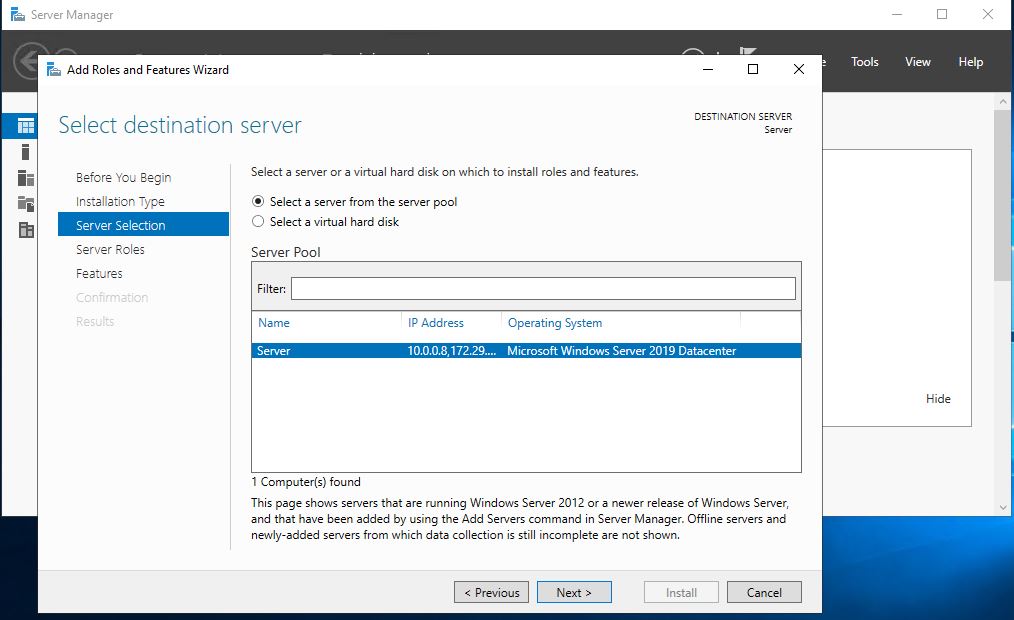 Server Manager
Tools
View
Help
Add Roles and Features Wizard
Select destination server
DESTINATION SERVER
Server
Before You Begin
Installation Type
Server Selection
Server Roles
Features
Confirmation
Results
Select a server or a virtual hard disk on which to install roles and features.
Select a server from the server pool
Select a virtual hard disk
Server Pool
Filter:
Name IP Address Operating System
Server 10.0.0.8,172.29.... Microsoft Windows Server 2019 Datacenter
1 Computer(s) found
This page shows servers that are running Windows Server 2012 or a newer release of Windows Server,
and that have been added by using the Add Servers command in Server Manager. Offline servers and
newly-added servers from which data collection is still incomplete are not shown.
Hide
< Previous Next > Install Cancel